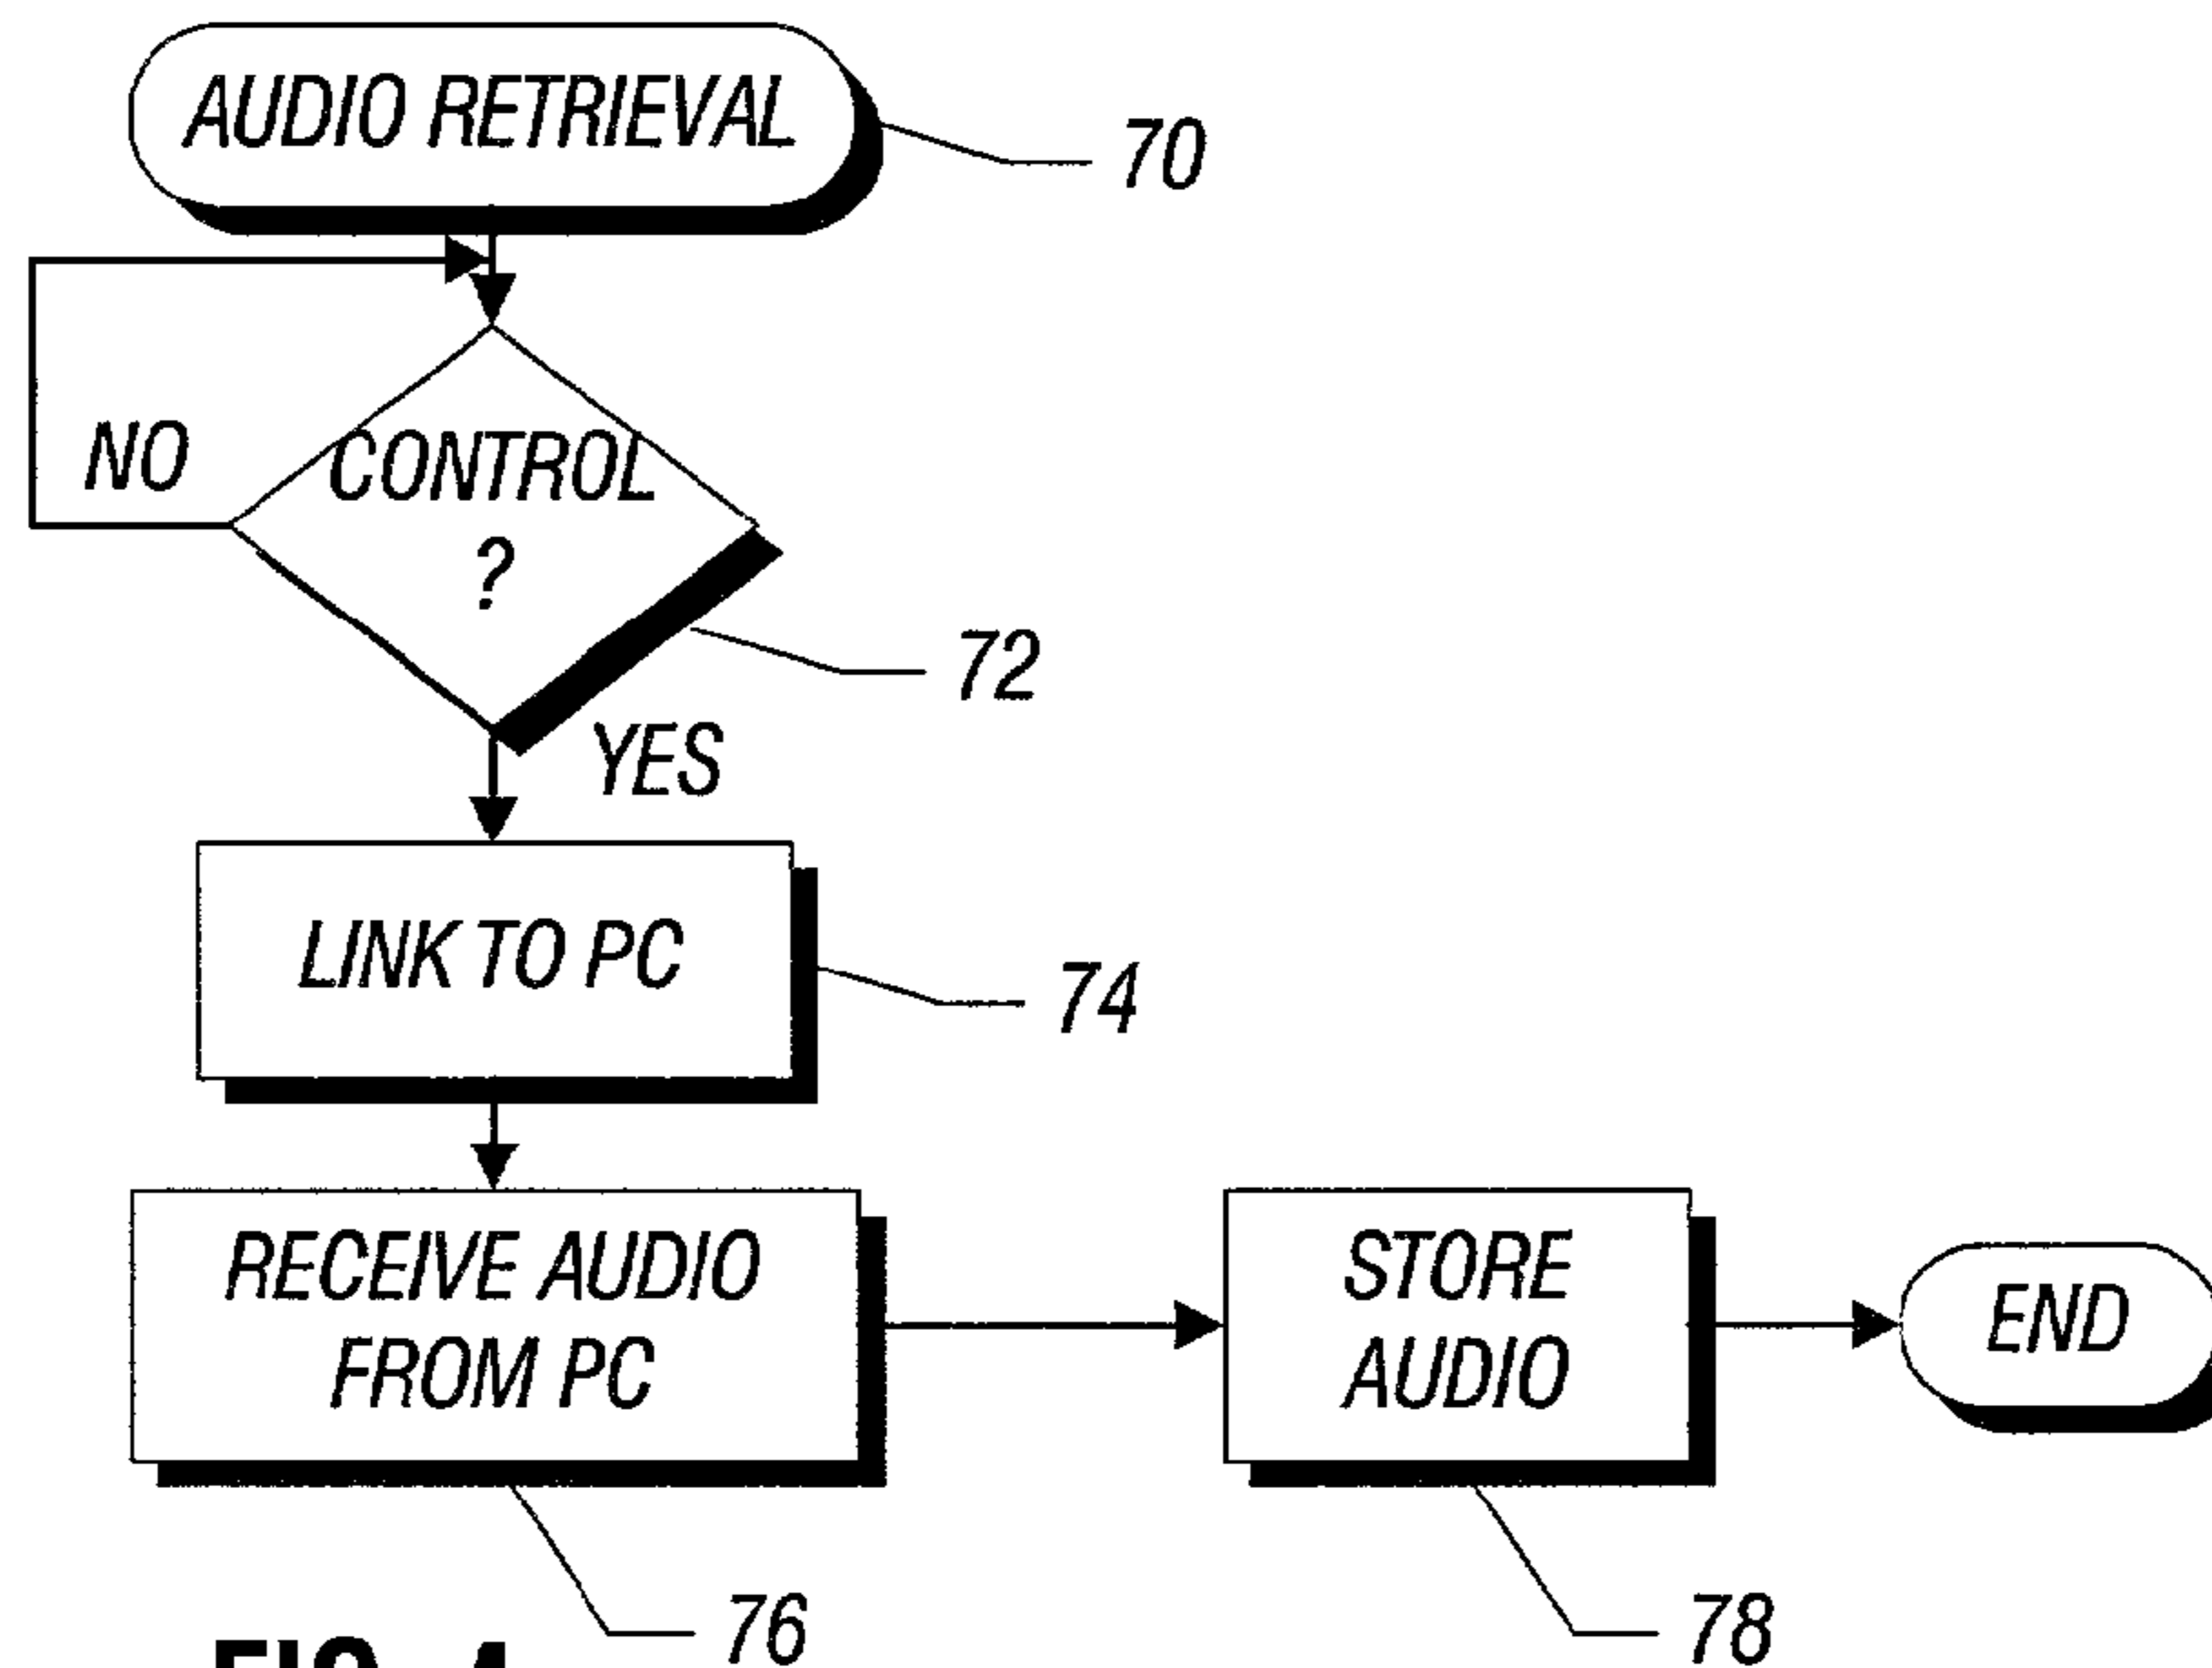 AUDIO RETRIEVAL
70
NO
CONTROL
?
72
YES
LINK TO PC
74
RECEIVE AUDIO
FROM PC
STORE
AUDIO
END
76
78